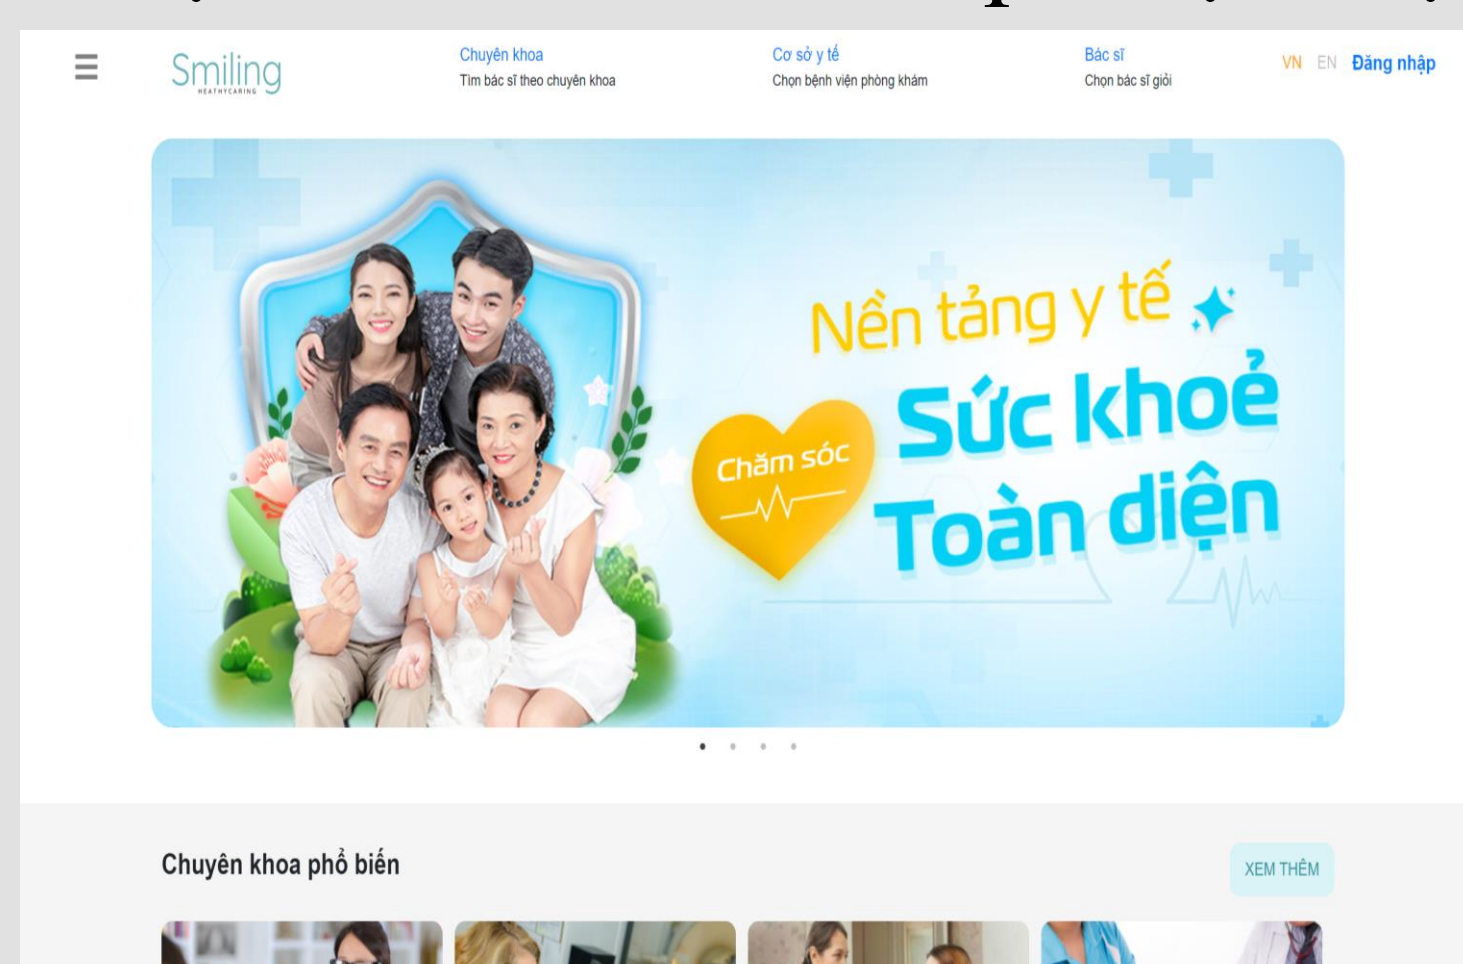 Smiling
HEATHYCARING
Chuyên khoa
Tìm bác sĩ theo chuyên khoa
Cơ sở y tế
Chọn bệnh viện phòng khám
Bác sĩ
Chọn bác sĩ giỏi
VN EN Đăng nhập
Nền tảng y tế
Chăm sóc
Sức khoẻ
Toàn diện
Chuyên khoa phổ biến
XEM THÊM